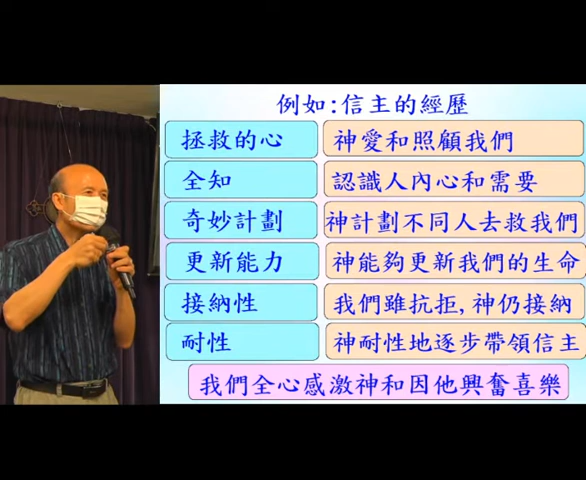 例如:信主的經歷
拯救的心 神愛和照顧我們
全知 認識人內心和需要
奇妙計劃 神計劃不同人去救我們
更新能力 神能夠更新我們的生命
接納性 我們雖抗拒,神仍接納
耐性 神耐性地逐步帶領信主
我們全心感激神和因他興奮喜樂